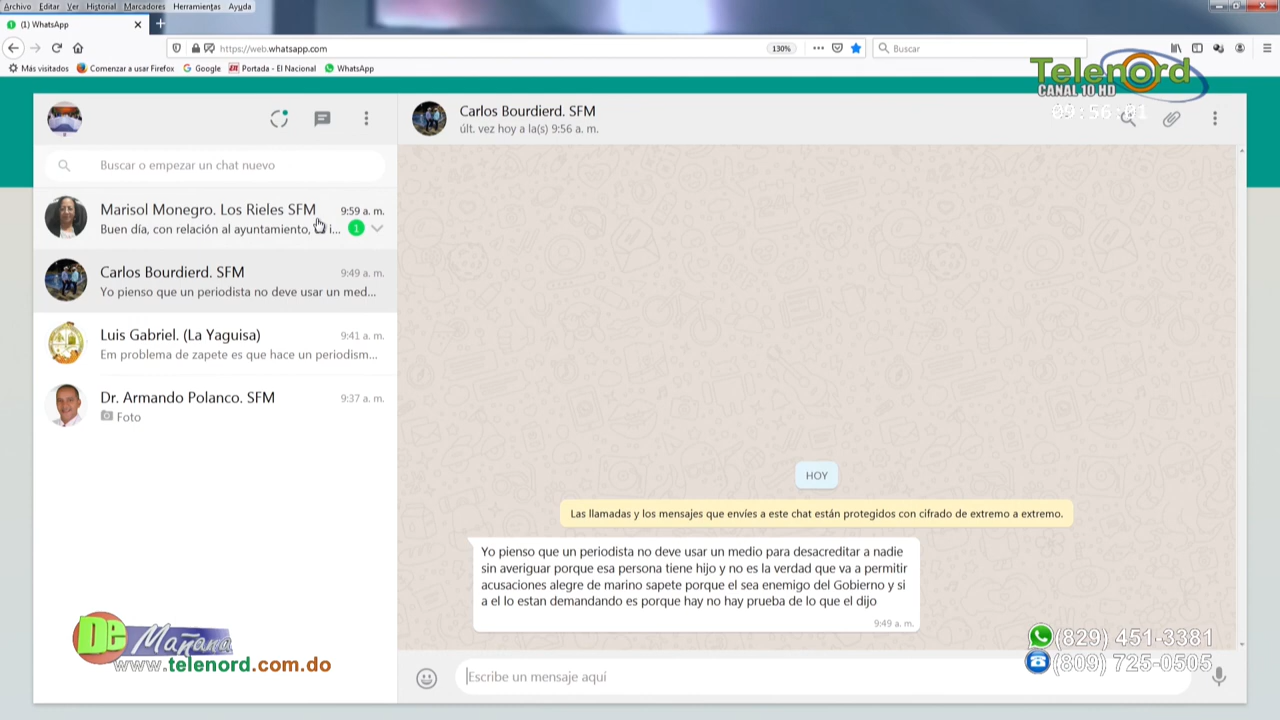 Archivo Editar Ver Historial Marcadores Herramientas Ayuda
(1) WhatsApp
https://web.whatsapp.com
130%
Buscar
Más visitados
Comenzar a usar Firefox
Google
Portada - El Nacional
WhatsApp
Telenord
CANAL 10.HD
09:56:01
Carlos Bourdierd. SFM
últ. vez hoy a la(s) 9:56 a. m.
Buscar o empezar un chat nuevo
Marisol Monegro. Los Rieles SFM
9:59 a. m.
Buen día, con relación al ayuntamiento, i...
1
Carlos Bourdierd. SFM
9:49 a. m.
Yo pienso que un periodista no deve usar un med...
Luis Gabriel. (La Yaguisa)
9:41 a. m.
Em problema de zapete es que hace un periodism...
Dr. Armando Polanco. SFM
9:37 a. m.
Foto
HOY
Las llamadas y los mensajes que envíes a este chat están protegidos con cifrado de extremo a extremo.
Yo pienso que un periodista no deve usar un medio para desacreditar a nadie
sin averiguar porque esa persona tiene hijo y no es la verdad que va a permitir
acusaciones alegre de marino sapete porque el sea enemigo del Gobierno y si
a el lo estan demandando es porque hay no hay prueba de lo que el dijo
9:49 a. m.
De Mañana
www.telenord.com.do
(829) 451-3381
(809) 725-0505
Escribe un mensaje aquí